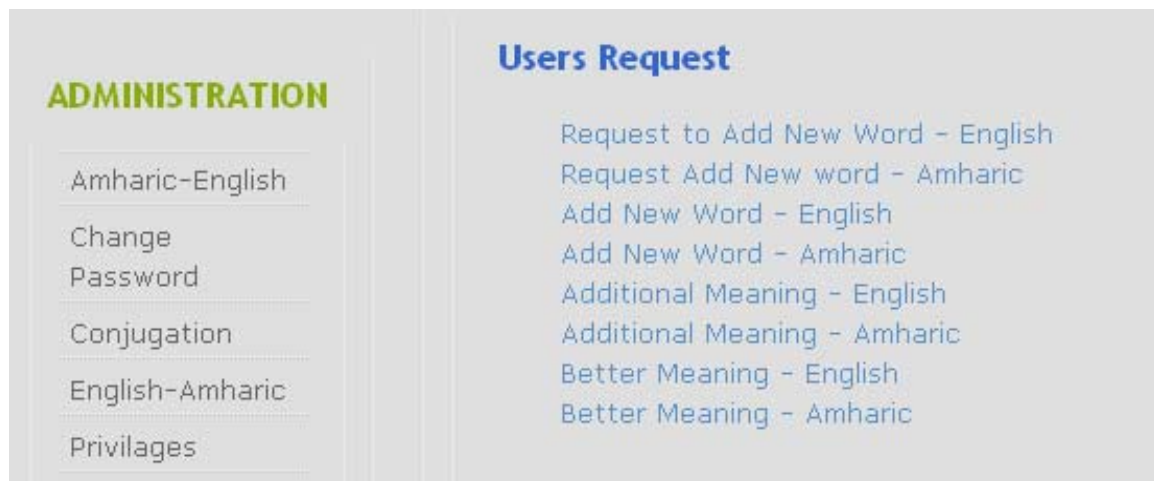 ADMINISTRATION
Amharic-English
Change
Password
Conjugation
English-Amharic
Privilages
Users Request
Request to Add New Word - English
Request Add New word - Amharic
Add New Word - English
Add New Word - Amharic
Additional Meaning - English
Additional Meaning - Amharic
Better Meaning - English
Better Meaning - Amharic